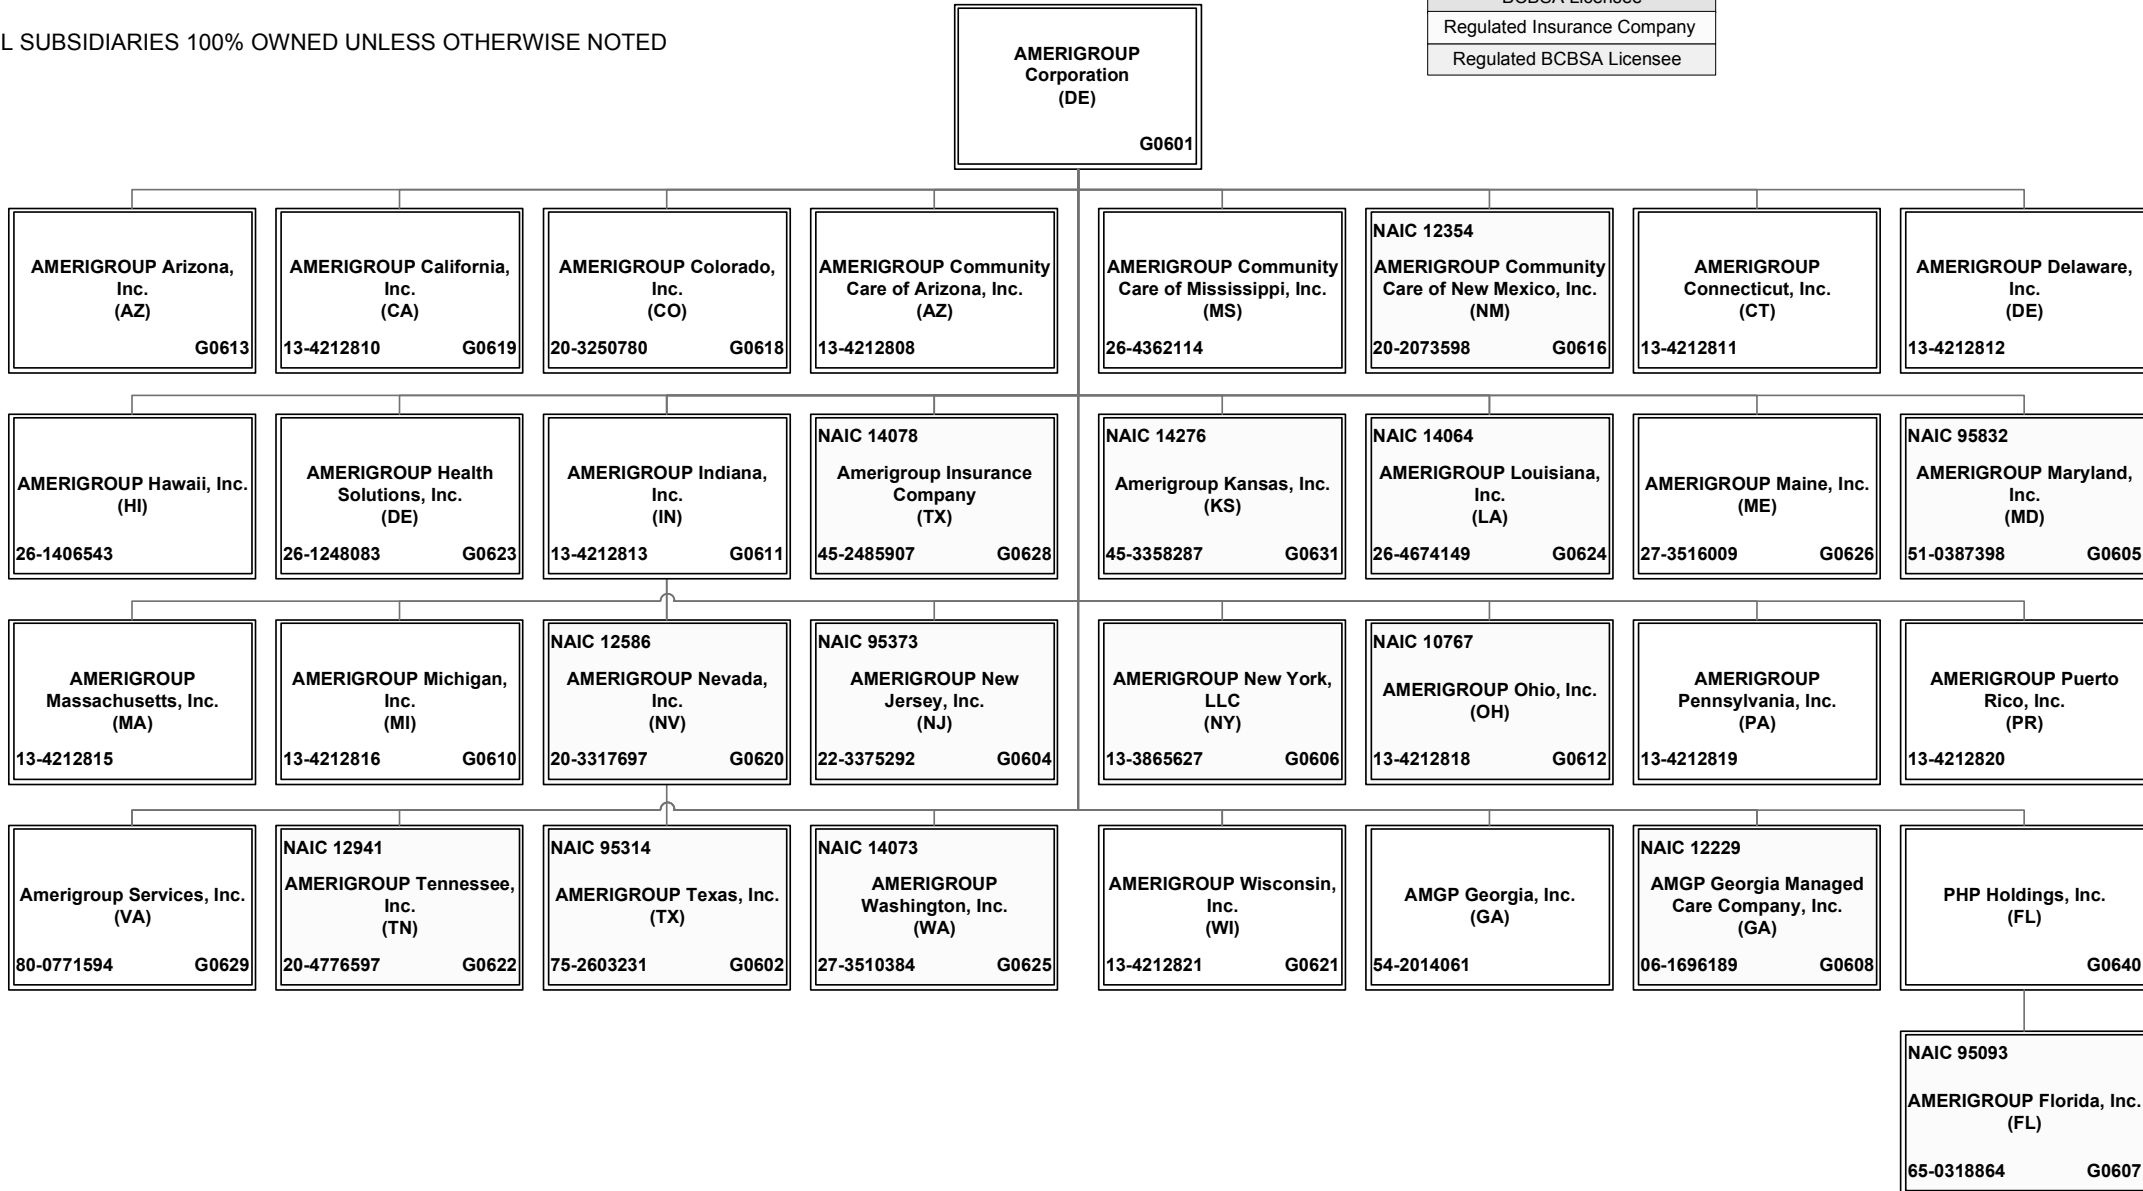 L SUBSIDIARIES 100% OWNED UNLESS OTHERWISE NOTED
BCBSA Licensee
Regulated Insurance Company
Regulated BCBSA Licensee
AMERIGROUP
Corporation
(DE)
G0601
AMERIGROUP Arizona,
Inc.
(AZ)
G0613
AMERIGROUP California,
Inc.
(CA)
13-4212810 G0619
AMERIGROUP Colorado,
Inc.
(CO)
20-3250780 G0618
AMERIGROUP Community
Care of Arizona, Inc.
(AZ)
13-4212808
AMERIGROUP Community
Care of Mississippi, Inc.
(MS)
26-4362114
NAIC 12354
AMERIGROUP Community
Care of New Mexico, Inc.
(NM)
20-2073598 G0616
AMERIGROUP
Connecticut, Inc.
(CT)
13-4212811
AMERIGROUP Delaware,
Inc.
(DE)
13-4212812
AMERIGROUP Hawaii, Inc.
(HI)
26-1406543
AMERIGROUP Health
Solutions, Inc.
(DE)
26-1248083 G0623
AMERIGROUP Indiana,
Inc.
(IN)
13-4212813 G0611
NAIC 14078
Amerigroup Insurance
Company
(TX)
45-2485907 G0628
NAIC 14276
Amerigroup Kansas, Inc.
(KS)
45-3358287 G0631
NAIC 14064
AMERIGROUP Louisiana,
Inc.
(LA)
26-4674149 G0624
AMERIGROUP Maine, Inc.
(ME)
27-3516009 G0626
NAIC 95832
AMERIGROUP Maryland,
Inc.
(MD)
51-0387398 G0605
AMERIGROUP
Massachusetts, Inc.
(MA)
13-4212815
AMERIGROUP Michigan,
Inc.
(MI)
13-4212816 G0610
NAIC 12586
AMERIGROUP Nevada,
Inc.
(NV)
20-3317697 G0620
NAIC 95373
AMERIGROUP New
Jersey, Inc.
(NJ)
22-3375292 G0604
AMERIGROUP New York,
LLC
(NY)
13-3865627 G0606
NAIC 10767
AMERIGROUP Ohio, Inc.
(OH)
13-4212818 G0612
AMERIGROUP
Pennsylvania, Inc.
(PA)
13-4212819
AMERIGROUP Puerto
Rico, Inc.
(PR)
13-4212820
Amerigroup Services, Inc.
(VA)
80-0771594 G0629
NAIC 12941
AMERIGROUP Tennessee,
Inc.
(TN)
20-4776597 G0622
NAIC 95314
AMERIGROUP Texas, Inc.
(TX)
75-2603231 G0602
NAIC 14073
AMERIGROUP
Washington, Inc.
(WA)
27-3510384 G0625
AMERIGROUP Wisconsin,
Inc.
(WI)
13-4212821 G0621
AMGP Georgia, Inc.
(GA)
54-2014061
NAIC 12229
AMGP Georgia Managed
Care Company, Inc.
(GA)
06-1696189 G0608
PHP Holdings, Inc.
(FL)
G0640
NAIC 95093
AMERIGROUP Florida, Inc.
(FL)
65-0318864 G0607